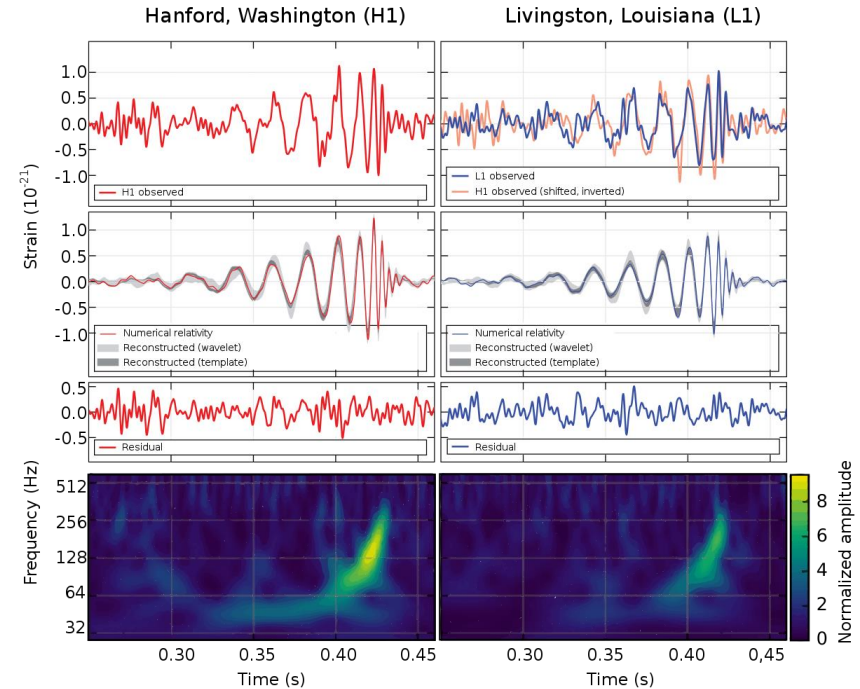 Hanford, Washington (H1)
Livingston, Louisiana (L1)
Strain (10⁻²¹)
1.0
0.5
0.0
-0.5
-1.0
H1 observed
L1 observed
H1 observed (shifted, inverted)
1.0
0.5
0.0
-0.5
-1.0
Numerical relativity
Reconstructed (wavelet)
Reconstructed (template)
Numerical relativity
Reconstructed (wavelet)
Reconstructed (template)
0.5
0.0
-0.5
Residual
Residual
Frequency (Hz)
512
256
128
64
32
0.30 0.35 0.40 0,45
Time (s)
0.30 0.35 0.40 0,45
Time (s)
8
6
4
2
0
Normalized amplitude